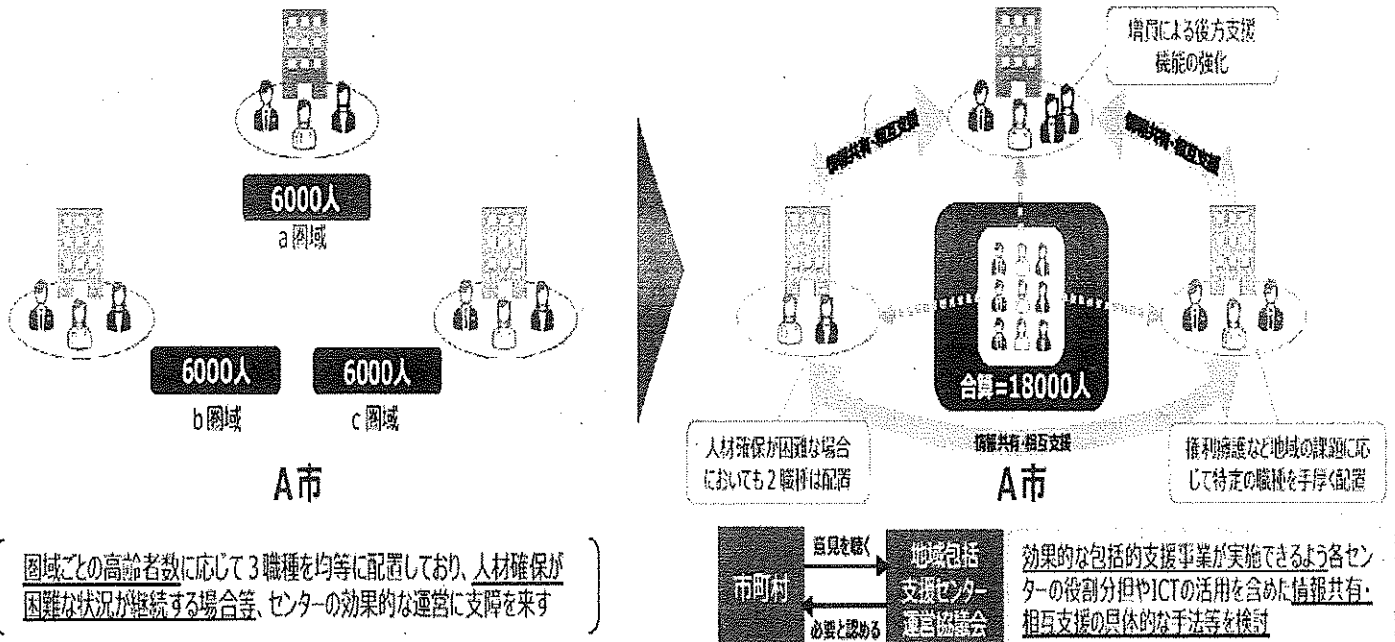 6000人
a圏域
6000人
b圏域
6000人
c圏域
A市
圏域ごとの高齢者数に応じて3職種を均等に配置しており、人材確保が
困難な状況が継続する場合等、センターの効果的な運営に支障を来す
増員による後方支援
機能の強化
情報共有・相互支援
情報共有・相互支援
合算=18000人
情報共有・相互支援
人材確保が困難な場合
においても2職種は配置
権利擁護など地域の課題に応
じて特定の職種を手厚く配置
A市
市町村
意見を聴く
必要と認める
地域包括
支援センター
運営協議会
効果的な包括的支援事業が実施できるよう各セン
ターの役割分担やICTの活用を含めた情報共有・
相互支援の具体的な手法等を検討